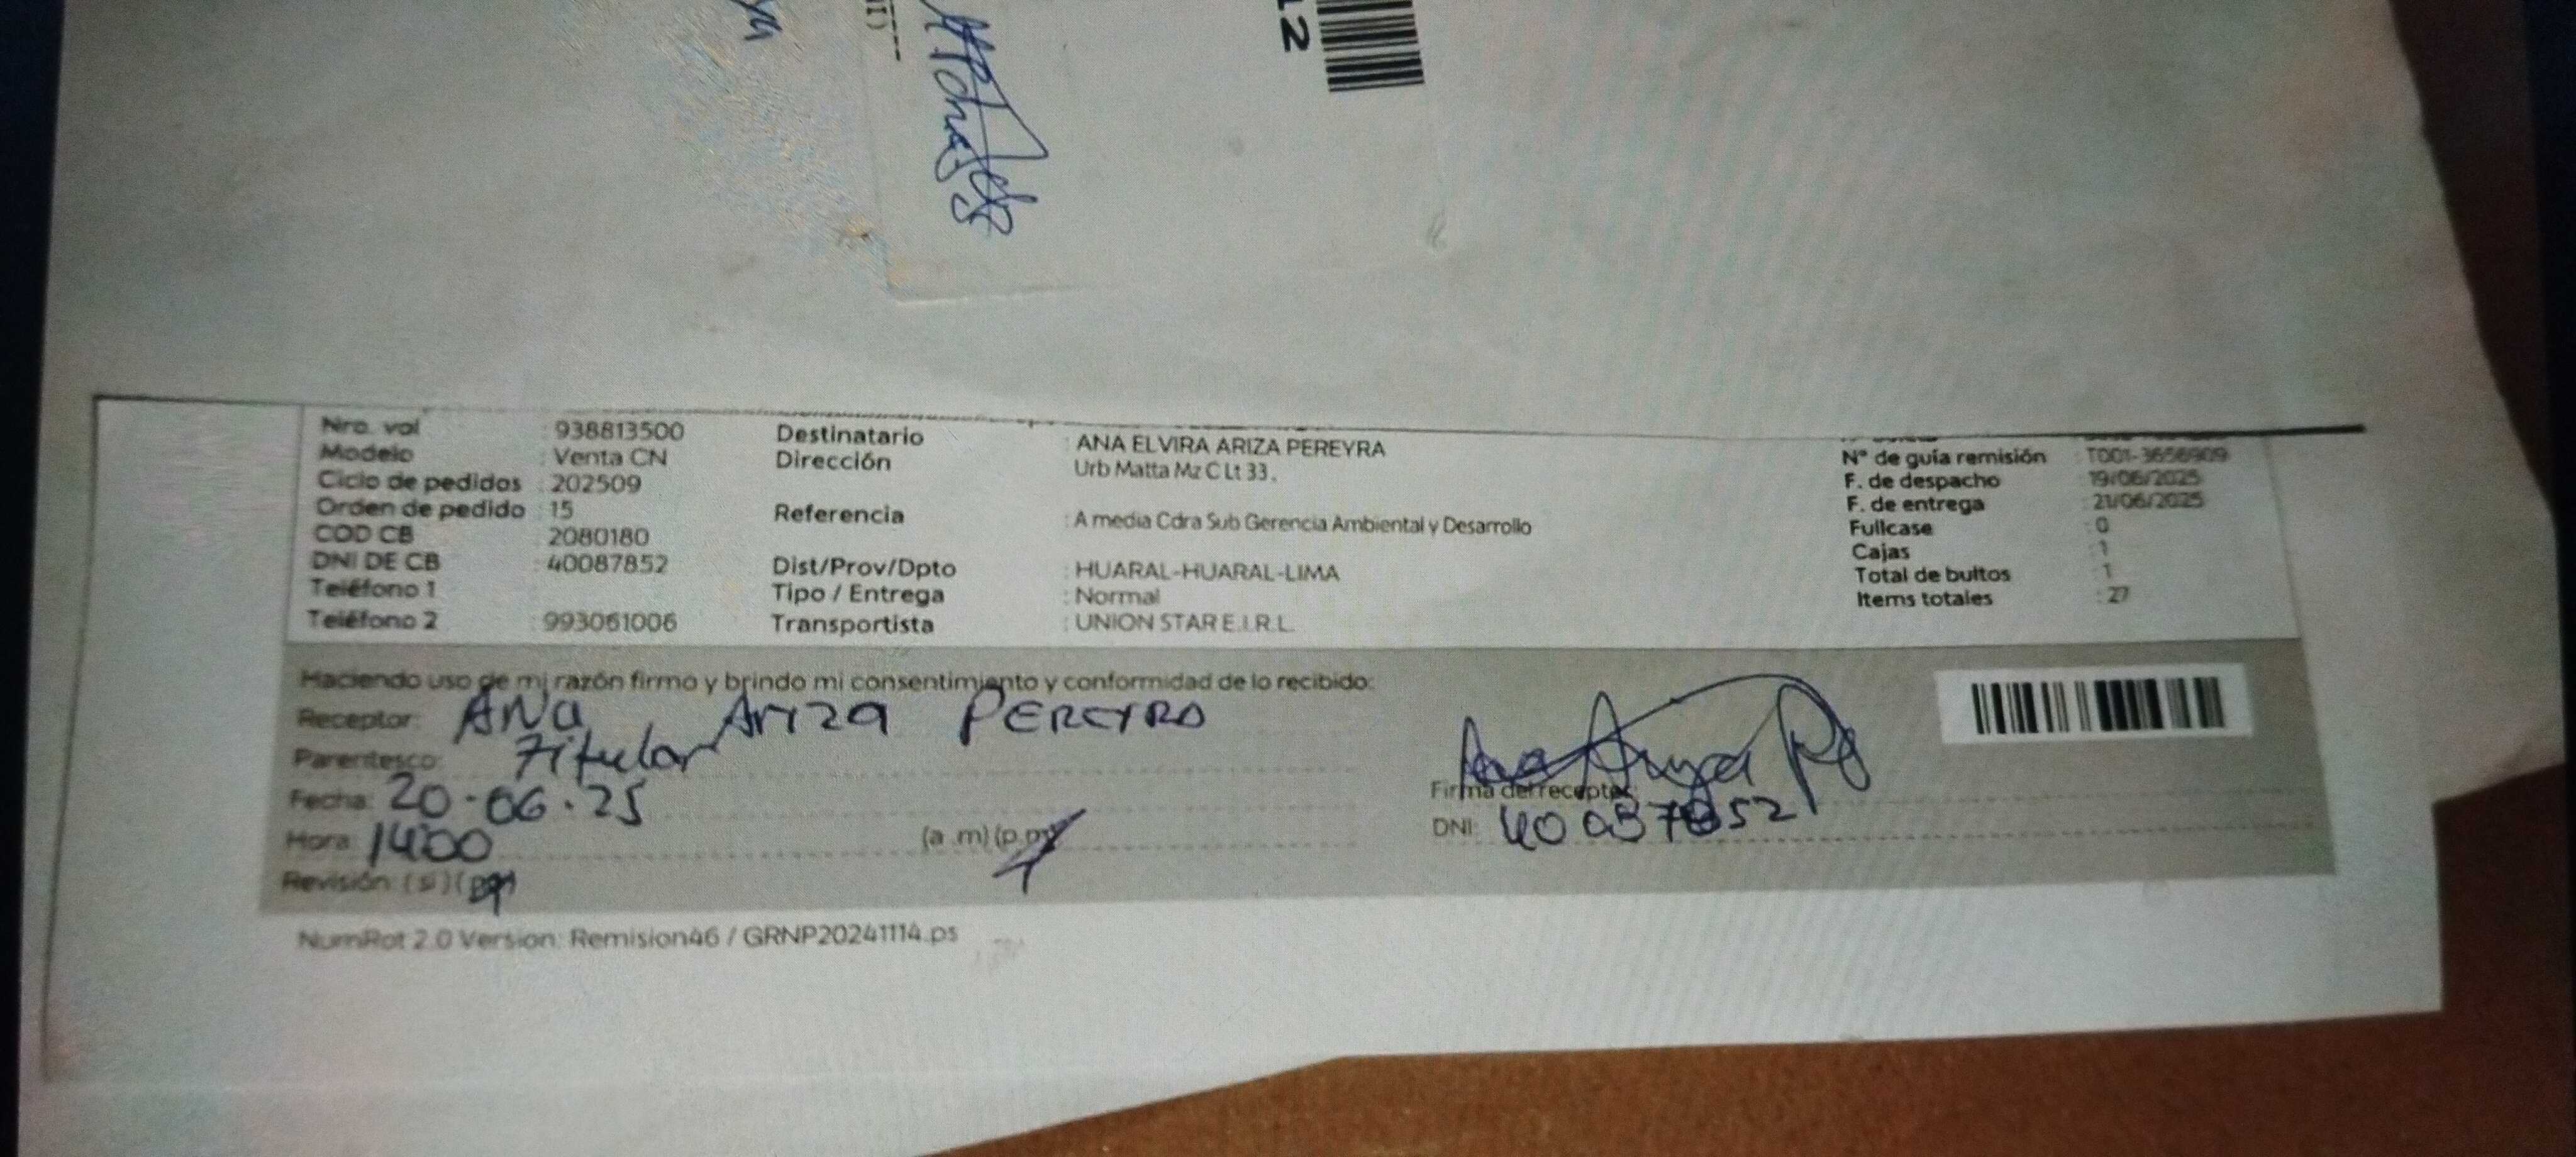 12
Nro. vol : 938813500
Modelo : Venta CN
Ciclo de pedidos : 202509
Orden de pedido : 15
COD CB : 2080180
DNI DE CB : 40087852
Teléfono 1
Teléfono 2 : 993061006
Destinatario : ANA ELVIRA ARIZA PEREYRA
Dirección : Urb Matta Mz C Lt 33.
Referencia : A media Cdra Sub Gerencia Ambiental y Desarrollo
Dist/Prov/Dpto : HUARAL-HUARAL-LIMA
Tipo / Entrega : Normal
Transportista : UNION STAR E.I.R.L.
N° de guía remisión : T001-3656909
F. de despacho : 19/06/2025
F. de entrega : 21/06/2025
Fullcase : 0
Cajas : 1
Total de bultos : 1
Items totales : 27
Haciendo uso de mi razón firmo y brindo mi consentimiento y conformidad de lo recibido:
Receptor: ANA ARIZA PEREYRA
Parentesco: Titular
Fecha: 20-06-25
Hora: 1400 (a .m) (p.m)
Revisión: (si) (
Firma del receptor:
DNI: 40087852
NumRot 2.0 Version: Remision46 / GRNP20241114.ps